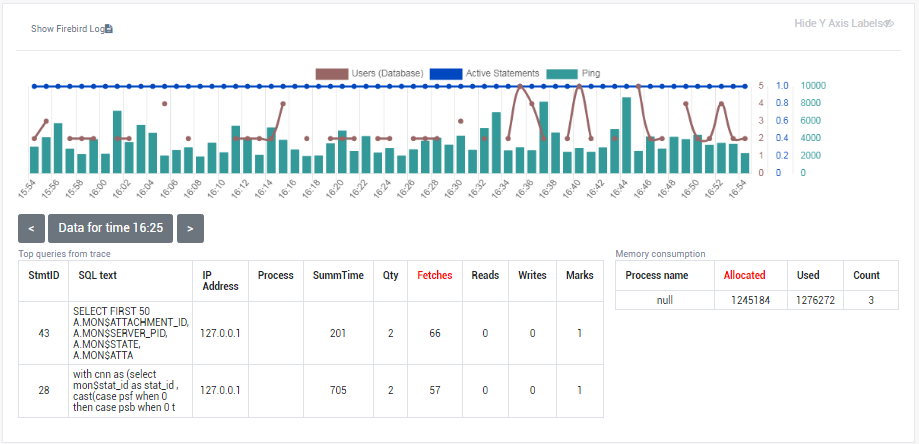 Show Firebird Log
Hide Y Axis Labels
Users (Database) Active Statements Ping
5 1.0 10000
4 0.8 8000
3 0.6 6000
2 0.4 4000
1 0.2 2000
0 0 0
15:54 15:56 15:58 16:00 16:02 16:04 16:06 16:08 16:10 16:12 16:14 16:16 16:18 16:20 16:22 16:24 16:26 16:28 16:30 16:32 16:34 16:36 16:38 16:40 16:42 16:44 16:46 16:48 16:50 16:52 16:54
< Data for time 16:25 >
Top queries from trace
StmtID SQL text IP Address Process SummTime Qty Fetches Reads Writes Marks
43
SELECT FIRST 50
A.MON$ATTACHMENT_ID,
A.MON$SERVER_PID,
A.MON$STATE,
A.MON$ATTA
127.0.0.1 201 2 66 0 0 1
28
with cnn as (select
mon$stat_id as stat_id ,
cast(case psf when 0
then case psb when 0 t
127.0.0.1 705 2 57 0 0 1
Memory consumption
Process name Allocated Used Count
null 1245184 1276272 3